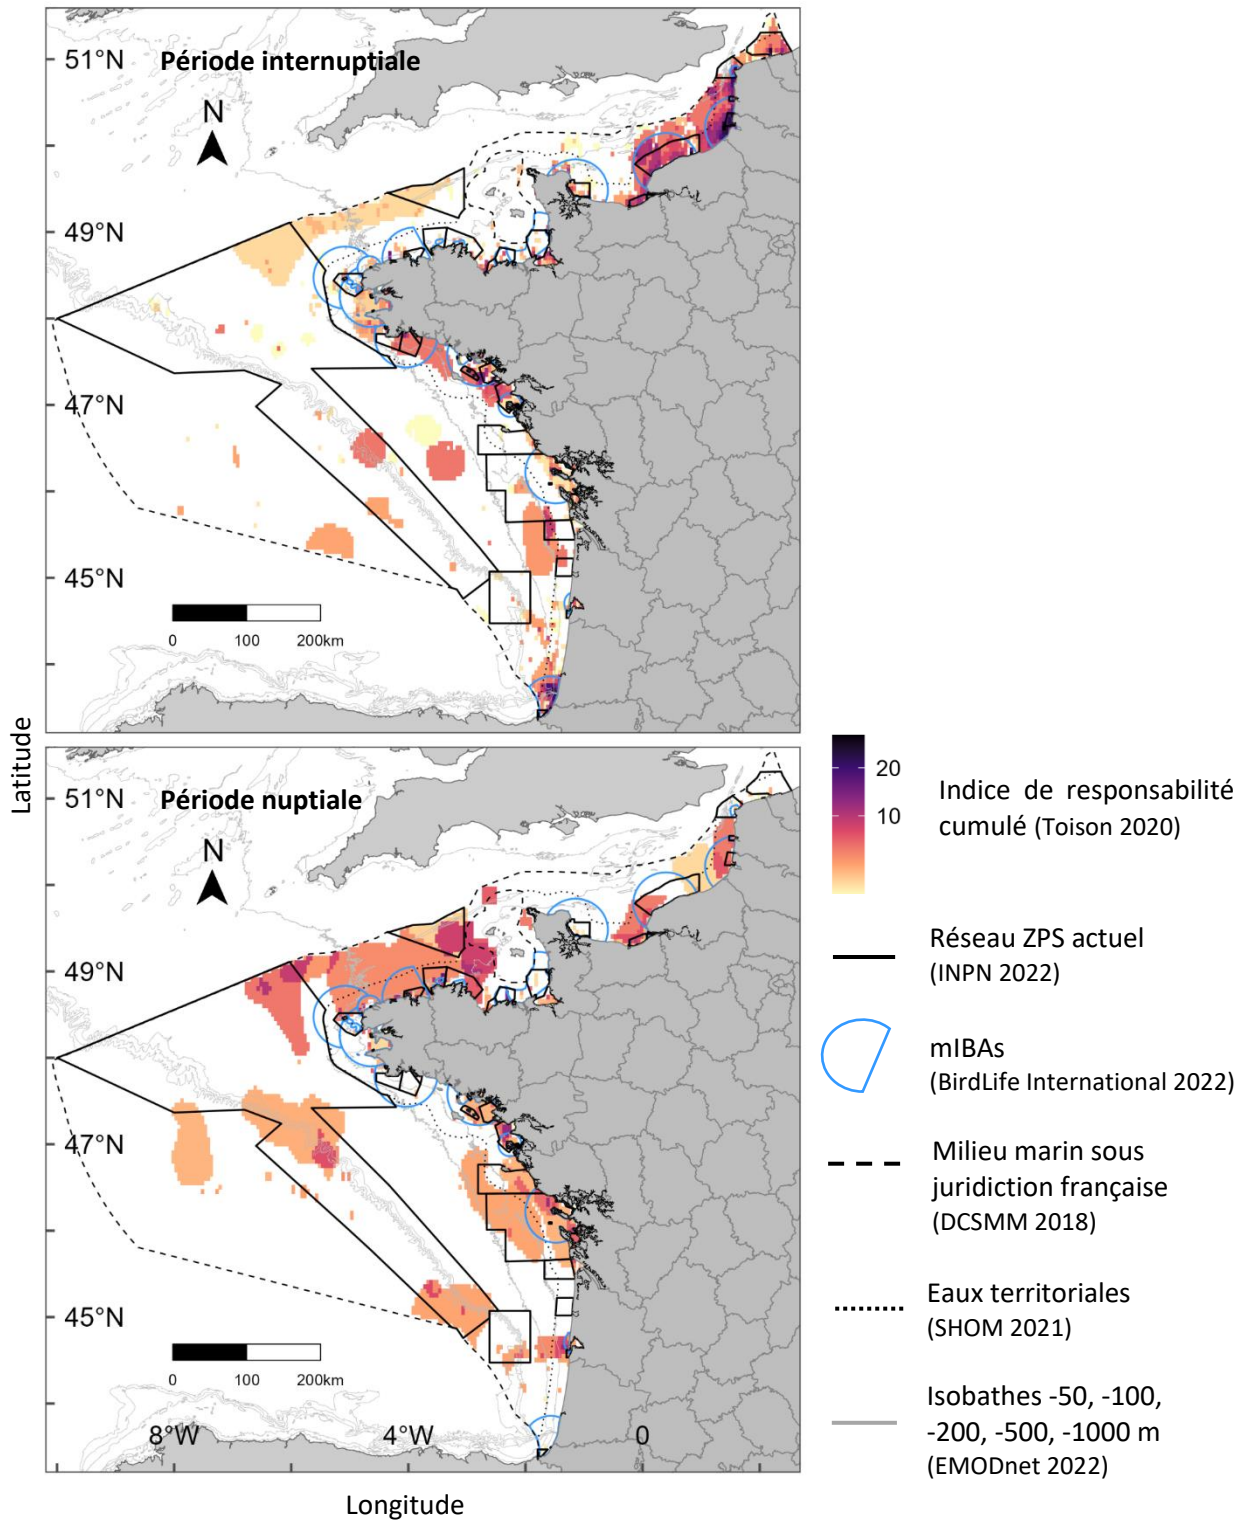 51°N
Période internuptiale
N
49°N
47°N
45°N
0
100
200km
Latitude
51°N
Période nuptiale
N
49°N
47°N
45°N
0
100
200km
8°W
4°W
0
Longitude
20
10
Indice de responsabilité
cumulé (Toison 2020)
Réseau ZPS actuel
(INPN 2022)
mIBAs
(BirdLife International 2022)
Milieu marin sous
juridiction française
(DCSMM 2018)
Eaux territoriales
(SHOM 2021)
Isobathes -50, -100,
-200, -500, -1000 m
(EMODnet 2022)